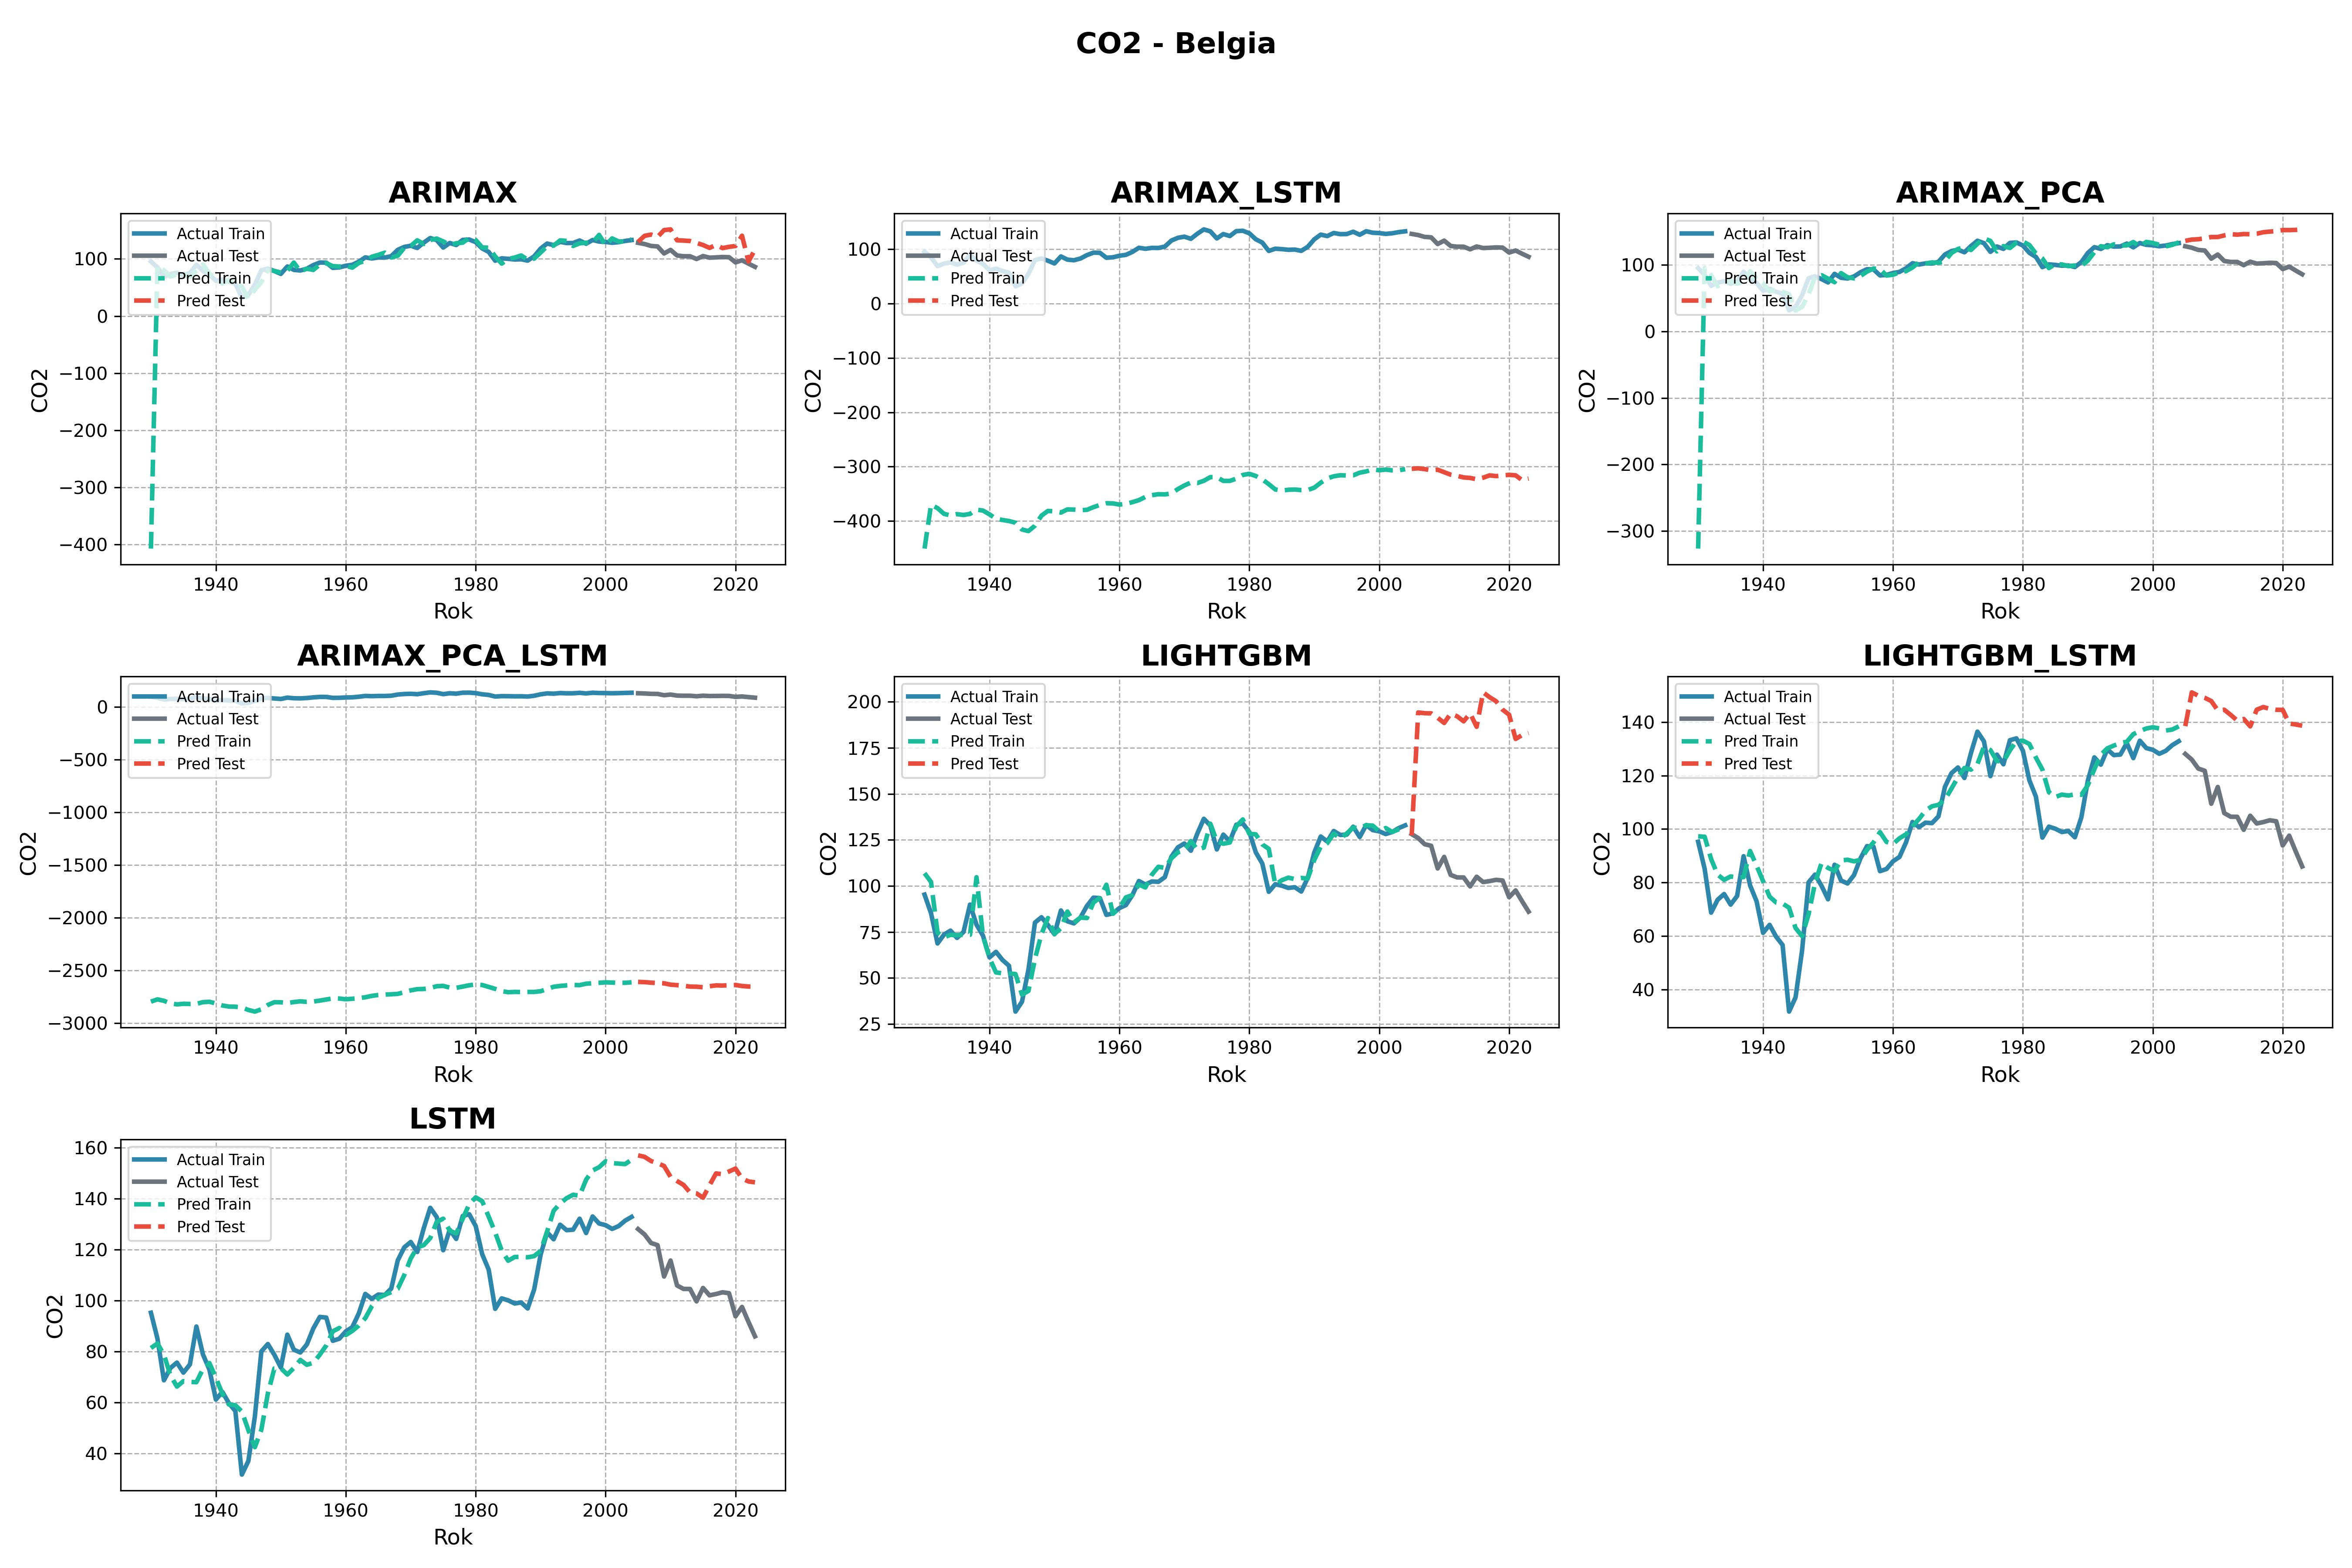 CO2 - Belgia
ARIMAX
Actual Train
Actual Test
Pred Train
Pred Test
100
0
−100
−200
−300
−400
CO2
1940 1960 1980 2000 2020
Rok
ARIMAX_LSTM
Actual Train
Actual Test
Pred Train
Pred Test
100
0
−100
−200
−300
−400
CO2
1940 1960 1980 2000 2020
Rok
ARIMAX_PCA
Actual Train
Actual Test
Pred Train
Pred Test
100
0
−100
−200
−300
CO2
1940 1960 1980 2000 2020
Rok
ARIMAX_PCA_LSTM
Actual Train
Actual Test
Pred Train
Pred Test
0
−500
−1000
−1500
−2000
−2500
−3000
CO2
1940 1960 1980 2000 2020
Rok
LIGHTGBM
Actual Train
Actual Test
Pred Train
Pred Test
200
175
150
125
100
75
50
25
CO2
1940 1960 1980 2000 2020
Rok
LIGHTGBM_LSTM
Actual Train
Actual Test
Pred Train
Pred Test
140
120
100
80
60
40
CO2
1940 1960 1980 2000 2020
Rok
LSTM
Actual Train
Actual Test
Pred Train
Pred Test
160
140
120
100
80
60
40
CO2
1940 1960 1980 2000 2020
Rok